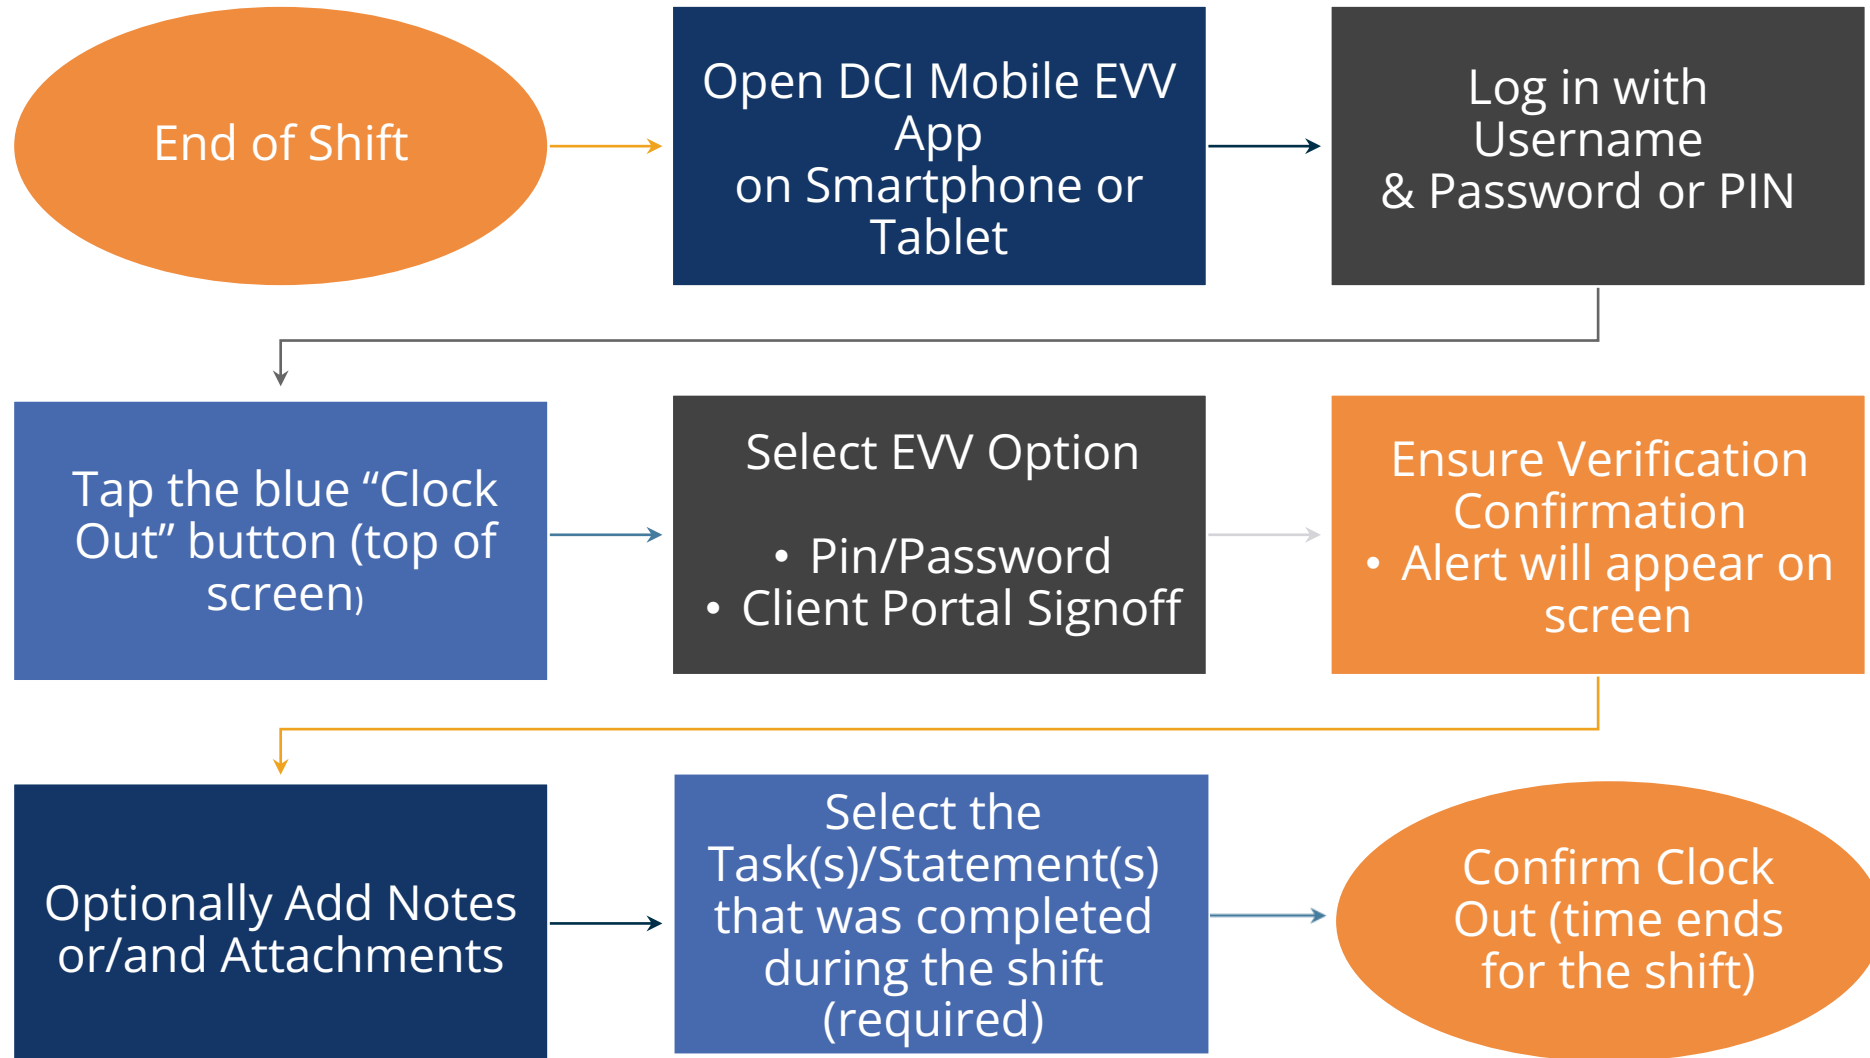 End of Shift
Open DCI Mobile EVV
App
on Smartphone or
Tablet
Log in with
Username
& Password or PIN
Tap the blue “Clock
Out” button (top of
screen)
Select EVV Option
• Pin/Password
• Client Portal Signoff
Ensure Verification
Confirmation
• Alert will appear on
screen
Optionally Add Notes
or/and Attachments
Select the
Task(s)/Statement(s)
that was completed
during the shift
(required)
Confirm Clock
Out (time ends
for the shift)